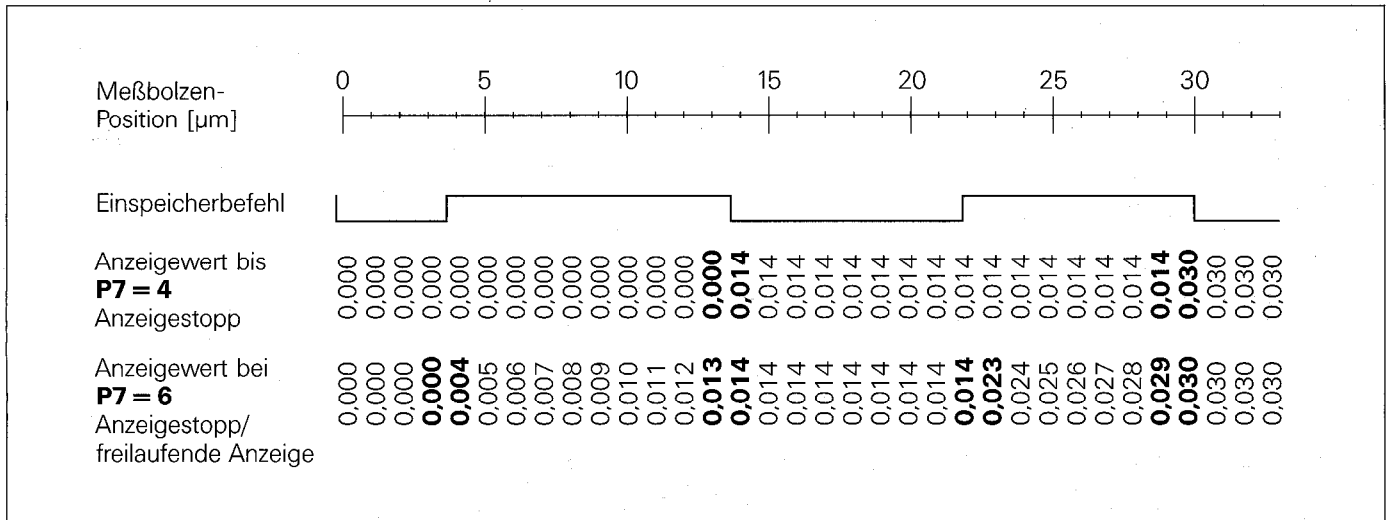 0 5 10 15 20 25 30
Meßbolzen-
Position [µm]
Einspeicherbefehl
Anzeigewert bis
P7 = 4
Anzeigestopp
0,000 0,000 0,000 0,000 0,000 0,000 0,000 0,000 0,000 0,000 0,000 0,000 0,000 0,000 0,014 0,014 0,014 0,014 0,014 0,014 0,014 0,014 0,014 0,014 0,014 0,014 0,014 0,014 0,014 0,014 0,030 0,030 0,030 0,030
Anzeigewert bei
P7 = 6
Anzeigestopp/
freilaufende Anzeige
0,000 0,000 0,000 0,000 0,004 0,005 0,006 0,007 0,008 0,009 0,010 0,011 0,012 0,013 0,014 0,014 0,014 0,014 0,014 0,014 0,014 0,014 0,014 0,023 0,024 0,025 0,026 0,027 0,028 0,029 0,030 0,030 0,030 0,030